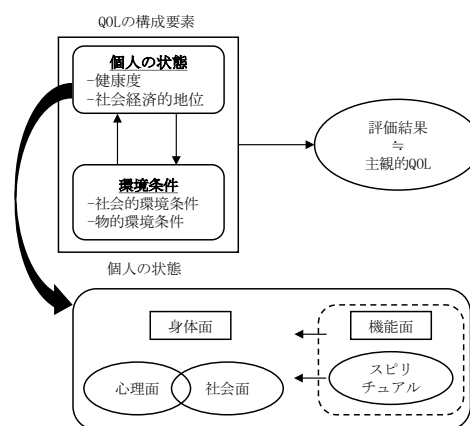 QOLの構成要素
個人の状態
-健康度
-社会経済的地位
環境条件
-社会的環境条件
-物的環境条件
評価結果
≒
主観的QOL
個人の状態
身体面
機能面
心理面
社会面
スピリ
チュアル